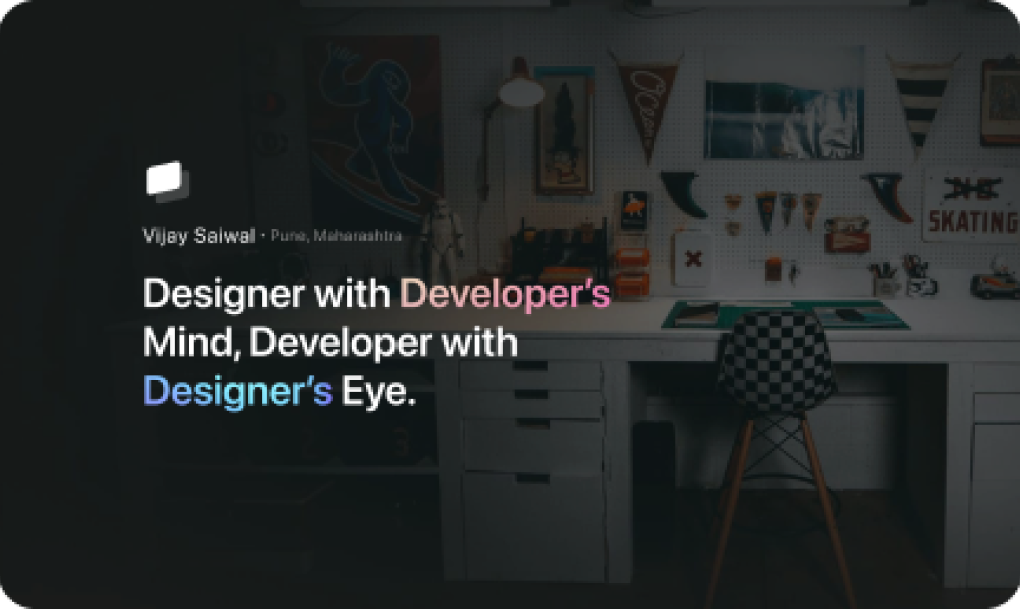 Vijay Saiwal • Pune, Maharashtra
Designer with Developer's
Mind, Developer with
Designer's Eye.
SKATING